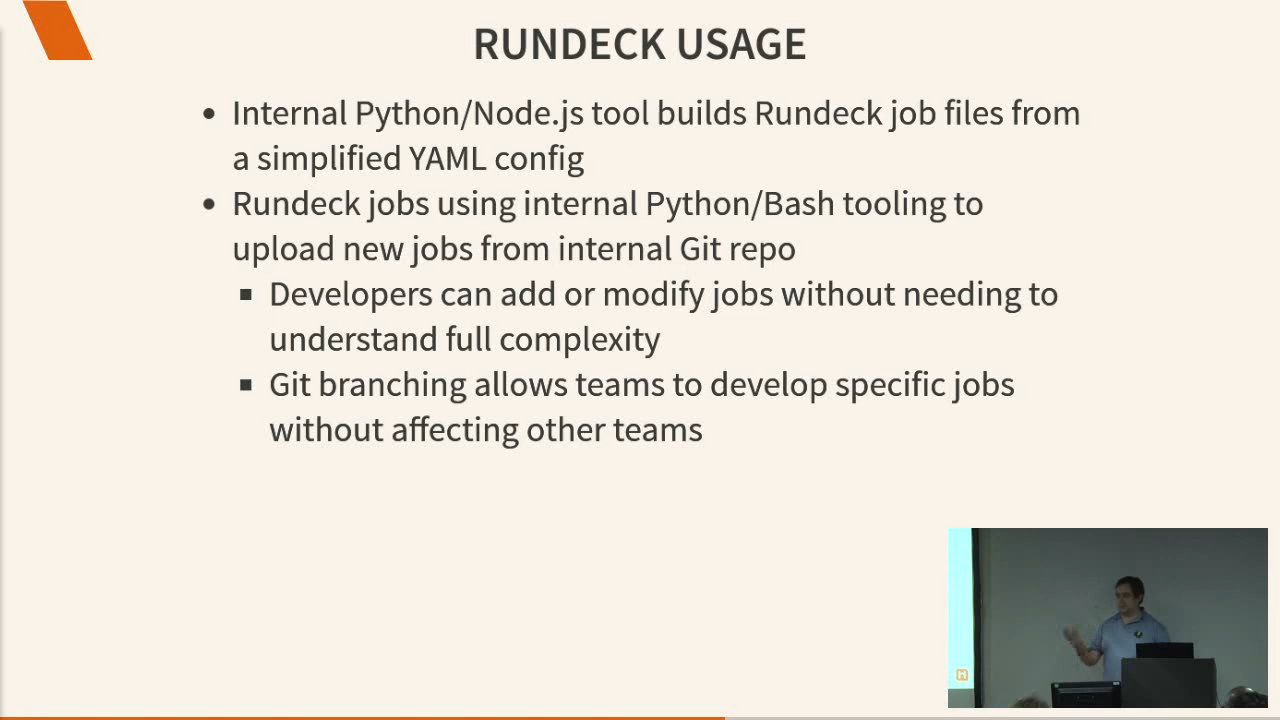 RUNDECK USAGE
Internal Python/Node.js tool builds Rundeck job files from
a simplified YAML config
Rundeck jobs using internal Python/Bash tooling to
upload new jobs from internal Git repo
Developers can add or modify jobs without needing to
understand full complexity
Git branching allows teams to develop specific jobs
without affecting other teams